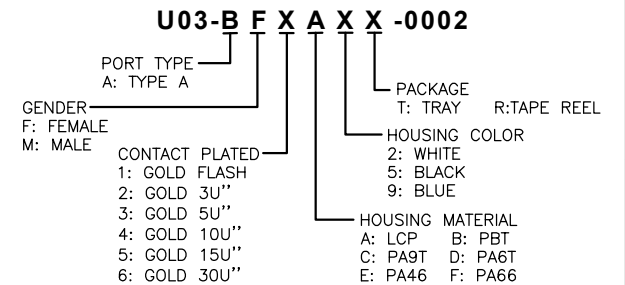 U03-BFXAXX-0002
PORT TYPE
A: TYPE A
GENDER
F: FEMALE
M: MALE
CONTACT PLATED
1: GOLD FLASH
2: GOLD 3U''
3: GOLD 5U''
4: GOLD 10U''
5: GOLD 15U''
6: GOLD 30U''
PACKAGE
T: TRAY R:TAPE REEL
HOUSING COLOR
2: WHITE
5: BLACK
9: BLUE
HOUSING MATERIAL
A: LCP B: PBT
C: PA9T D: PA6T
E: PA46 F: PA66